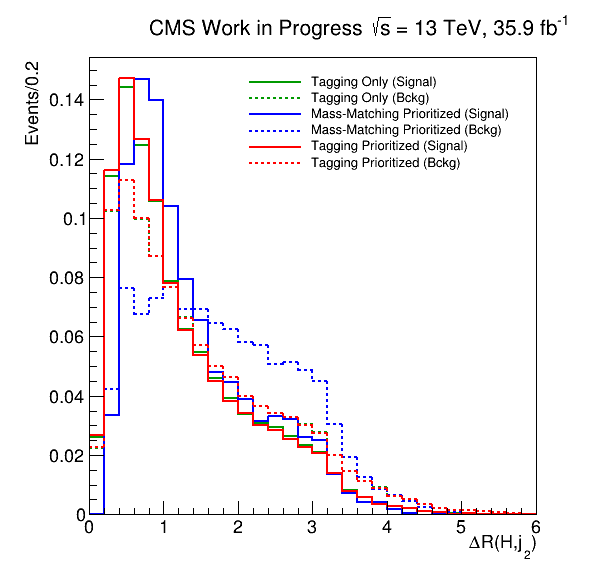 CMS Work in Progress √s = 13 TeV, 35.9 fb⁻¹
Events/0.2
Tagging Only (Signal)
Tagging Only (Bckg)
Mass-Matching Prioritized (Signal)
Mass-Matching Prioritized (Bckg)
Tagging Prioritized (Signal)
Tagging Prioritized (Bckg)
0.14
0.12
0.1
0.08
0.06
0.04
0.02
0
0 1 2 3 4 5 6
ΔR(H,j₂)